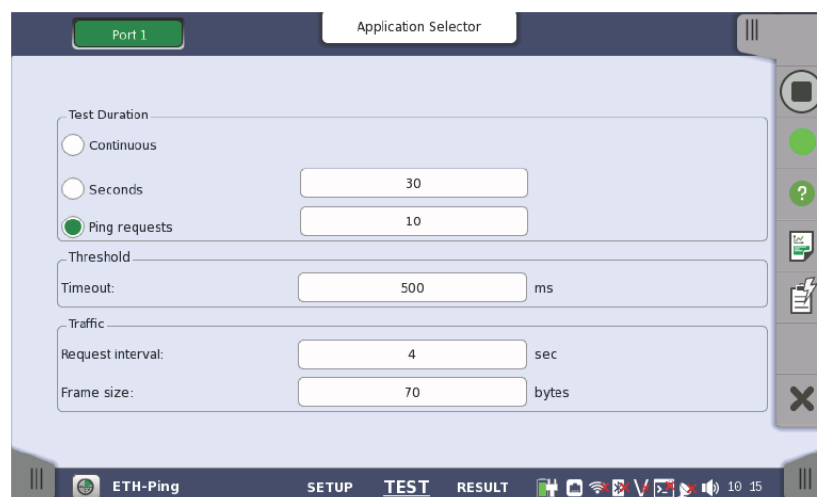 Port 1
Application Selector
Test Duration
Continuous
Seconds 30
Ping requests 10
Threshold
Timeout: 500 ms
Traffic
Request interval: 4 sec
Frame size: 70 bytes
ETH-Ping SETUP TEST RESULT 10 15